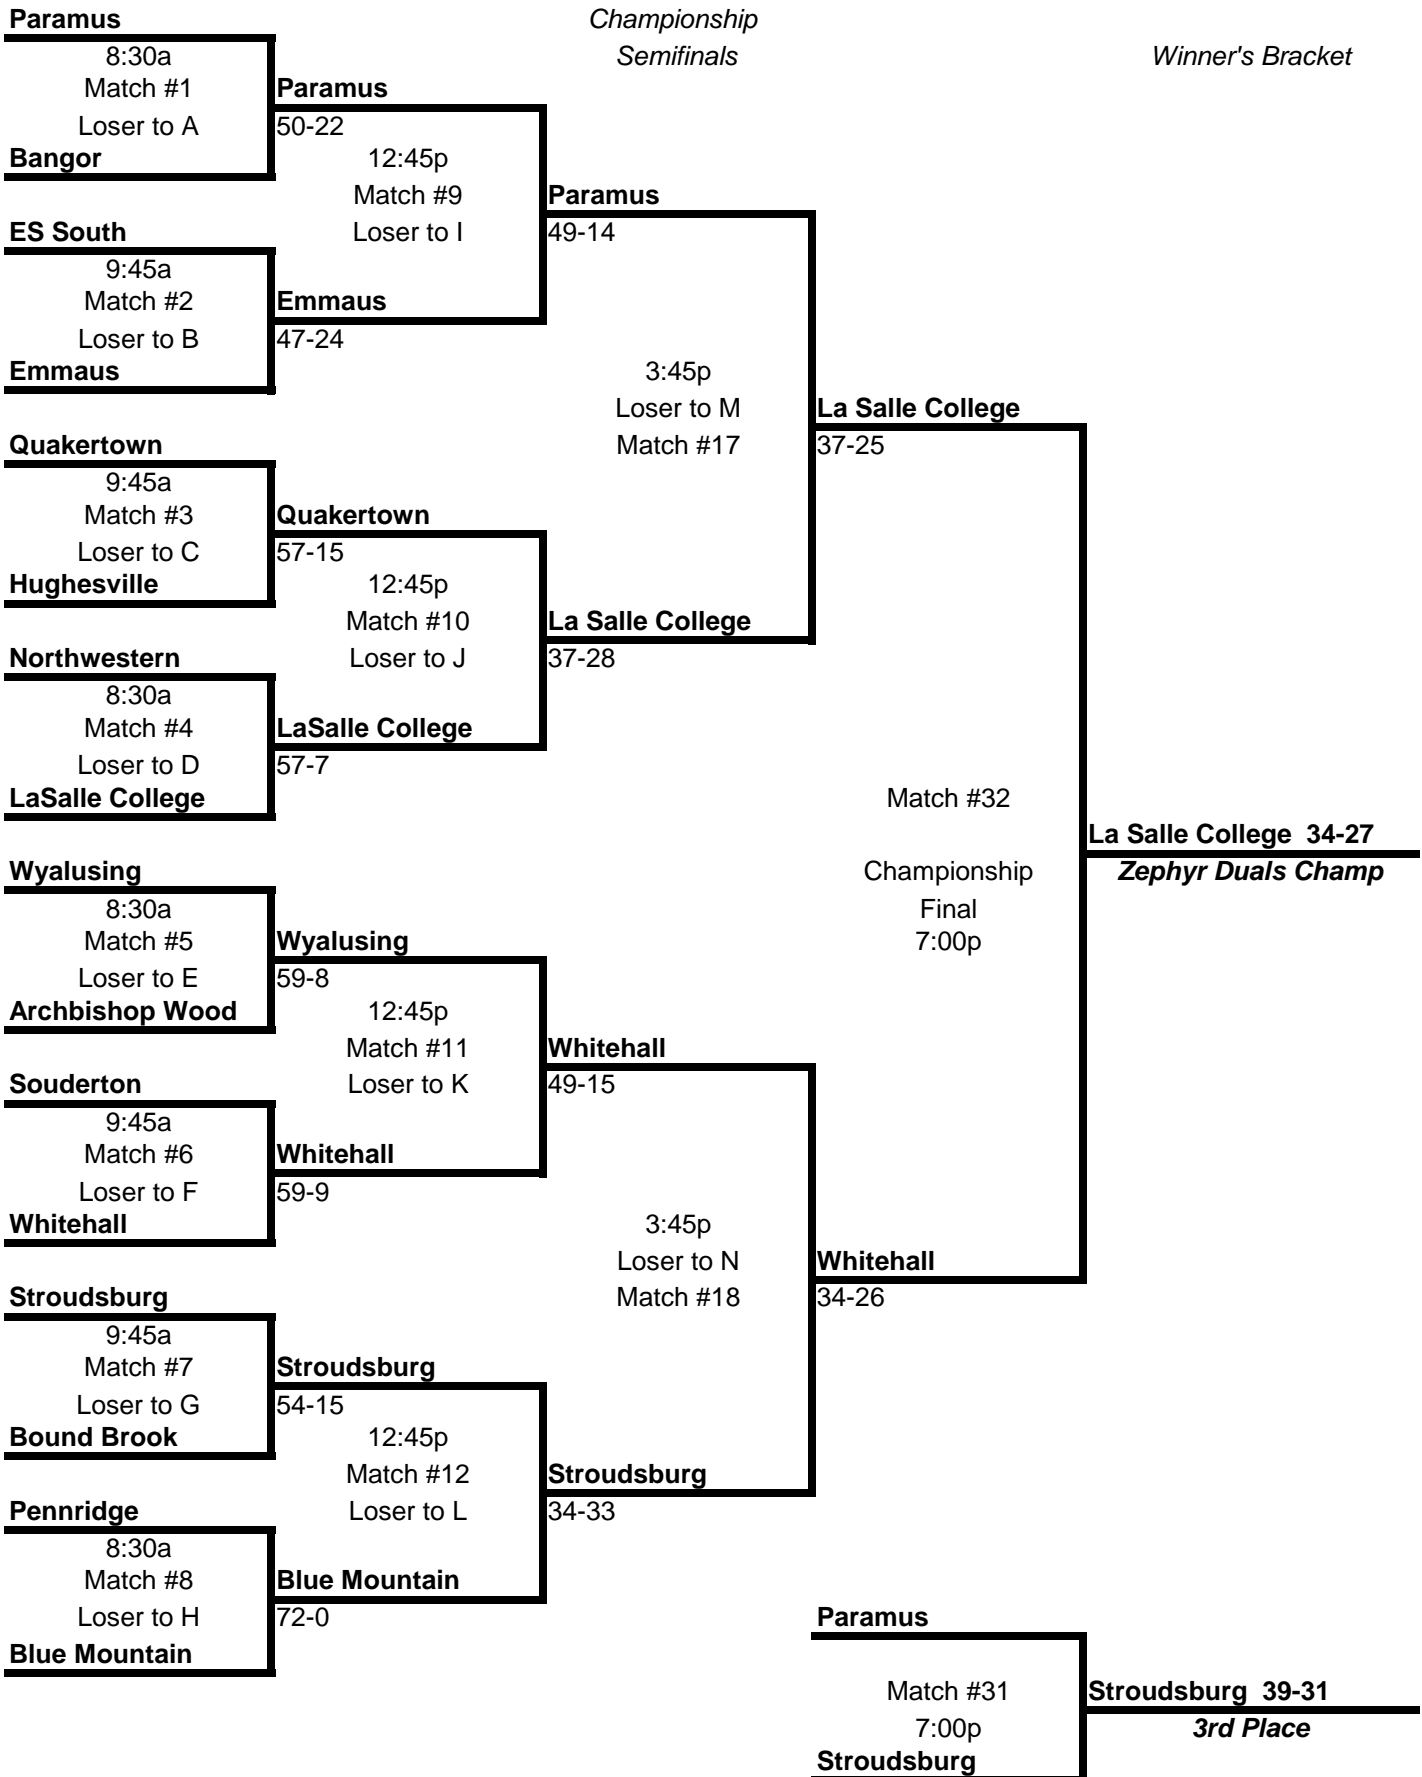 Paramus
Championship
8:30a
Semifinals
Winner's Bracket
Match #1
Paramus
Loser to A
50-22
Bangor
12:45p
Match #9
Paramus
ES South
Loser to I
49-14
9:45a
Match #2
Emmaus
Loser to B
47-24
Emmaus
3:45p
Loser to M
La Salle College
Quakertown
Match #17
37-25
9:45a
Match #3
Quakertown
Loser to C
57-15
Hughesville
12:45p
Match #10
La Salle College
Northwestern
Loser to J
37-28
8:30a
Match #4
LaSalle College
Loser to D
57-7
LaSalle College
Match #32
La Salle College 34-27
Wyalusing
Championship
Zephyr Duals Champ
8:30a
Final
Match #5
Wyalusing
7:00p
Loser to E
59-8
Archbishop Wood
12:45p
Match #11
Whitehall
Souderton
Loser to K
49-15
9:45a
Match #6
Whitehall
Loser to F
59-9
Whitehall
3:45p
Loser to N
Whitehall
Stroudsburg
Match #18
34-26
9:45a
Match #7
Stroudsburg
Loser to G
54-15
Bound Brook
12:45p
Match #12
Stroudsburg
Pennridge
Loser to L
34-33
8:30a
Match #8
Blue Mountain
Loser to H
72-0
Paramus
Blue Mountain
Match #31
Stroudsburg 39-31
7:00p
3rd Place
Stroudsburg